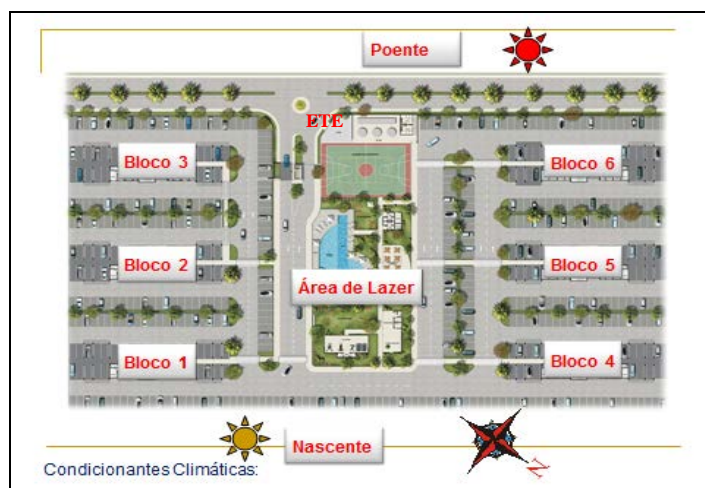 Poente
ETE
Bloco 3
Bloco 6
Bloco 2
Bloco 5
Área de Lazer
Bloco 1
Bloco 4
Nascente
N
Condicionantes Climáticas: